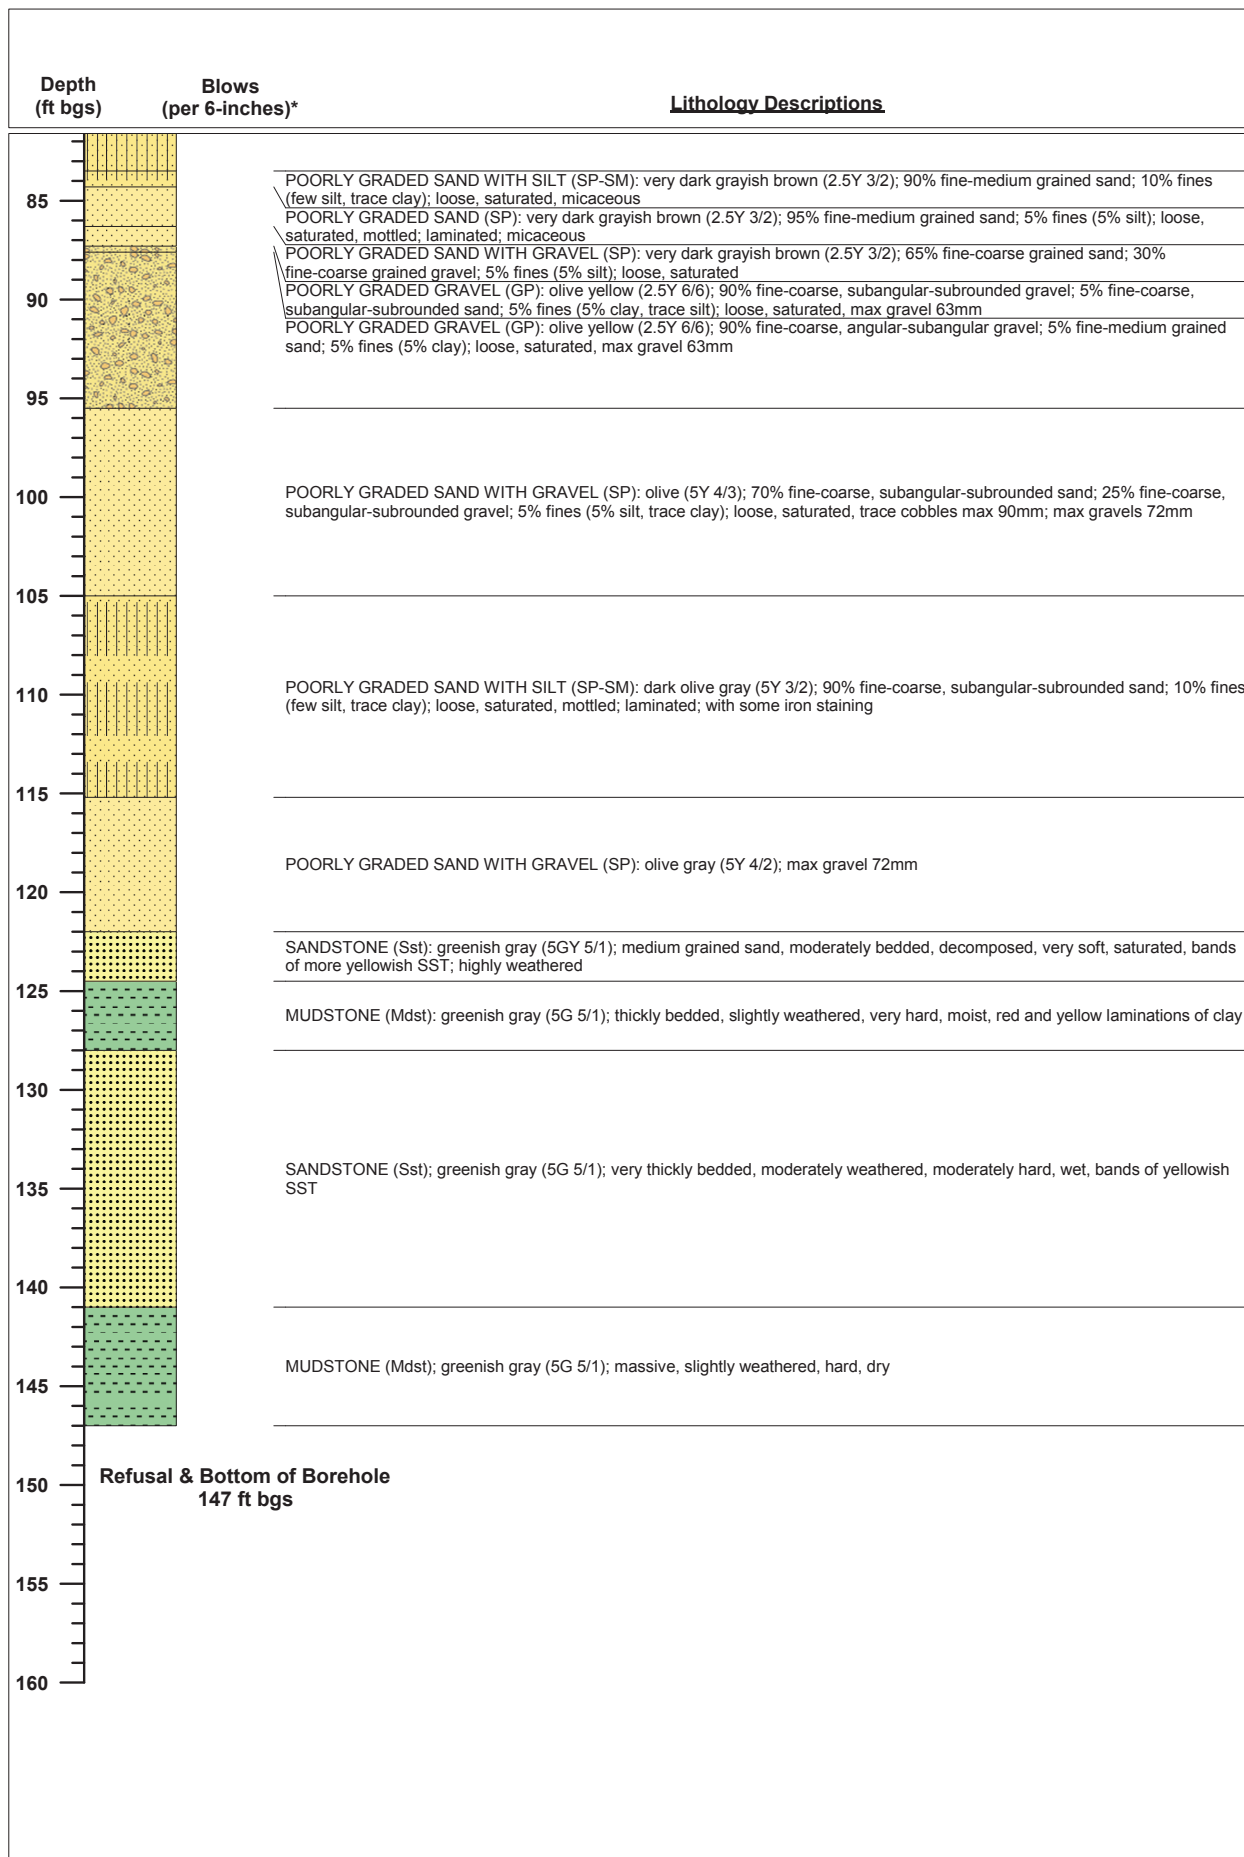 Depth
(ft bgs)
Blows
(per 6-inches)*
Lithology Descriptions
POORLY GRADED SAND WITH SILT (SP-SM): very dark grayish brown (2.5Y 3/2); 90% fine-medium grained sand; 10% fines
(few silt, trace clay); loose, saturated, micaceous
85
POORLY GRADED SAND (SP): very dark grayish brown (2.5Y 3/2); 95% fine-medium grained sand; 5% fines (5% silt); loose,
saturated, mottled; laminated; micaceous
POORLY GRADED SAND WITH GRAVEL (SP): very dark grayish brown (2.5Y 3/2); 65% fine-coarse grained sand; 30%
fine-coarse grained gravel; 5% fines (5% silt); loose, saturated
POORLY GRADED GRAVEL (GP): olive yellow (2.5Y 6/6); 90% fine-coarse, subangular-subrounded gravel; 5% fine-coarse,
subangular-subrounded sand; 5% fines (5% clay, trace silt); loose, saturated, max gravel 63mm
90
POORLY GRADED GRAVEL (GP): olive yellow (2.5Y 6/6); 90% fine-coarse, angular-subangular gravel; 5% fine-medium grained
sand; 5% fines (5% clay); loose, saturated, max gravel 63mm
95
100
POORLY GRADED SAND WITH GRAVEL (SP): olive (5Y 4/3); 70% fine-coarse, subangular-subrounded sand; 25% fine-coarse,
subangular-subrounded gravel; 5% fines (5% silt, trace clay); loose, saturated, trace cobbles max 90mm; max gravels 72mm
105
110
POORLY GRADED SAND WITH SILT (SP-SM): dark olive gray (5Y 3/2); 90% fine-coarse, subangular-subrounded sand; 10% fines
(few silt, trace clay); loose, saturated, mottled; laminated; with some iron staining
115
POORLY GRADED SAND WITH GRAVEL (SP): olive gray (5Y 4/2); max gravel 72mm
120
SANDSTONE (Sst): greenish gray (5GY 5/1); medium grained sand, moderately bedded, decomposed, very soft, saturated, bands
of more yellowish SST; highly weathered
125
MUDSTONE (Mdst): greenish gray (5G 5/1); thickly bedded, slightly weathered, very hard, moist, red and yellow laminations of clay
130
SANDSTONE (Sst); greenish gray (5G 5/1); very thickly bedded, moderately weathered, moderately hard, wet, bands of yellowish
SST
135
140
MUDSTONE (Mdst); greenish gray (5G 5/1); massive, slightly weathered, hard, dry
145
Refusal & Bottom of Borehole
147 ft bgs
150
155
160